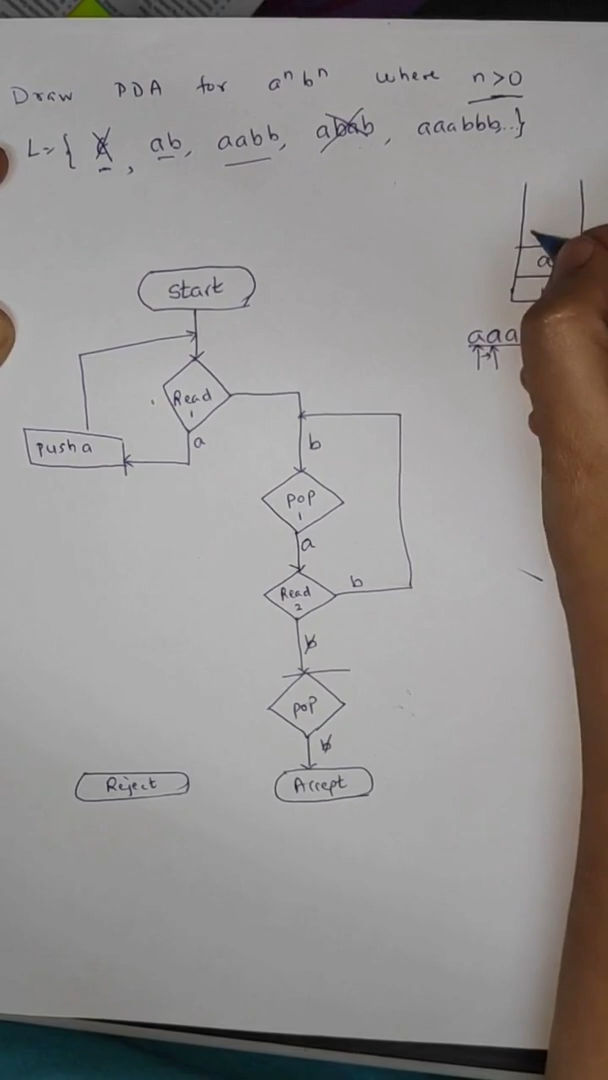 Draw PDA for aⁿbⁿ where n>0
L={ , ab, aabb, abab, aaabbb,..}
Start
Read
1
a
push a
b
pop
1
a
Read
2
b
b̸
pop
b̸
Accept
Reject
a
aaa